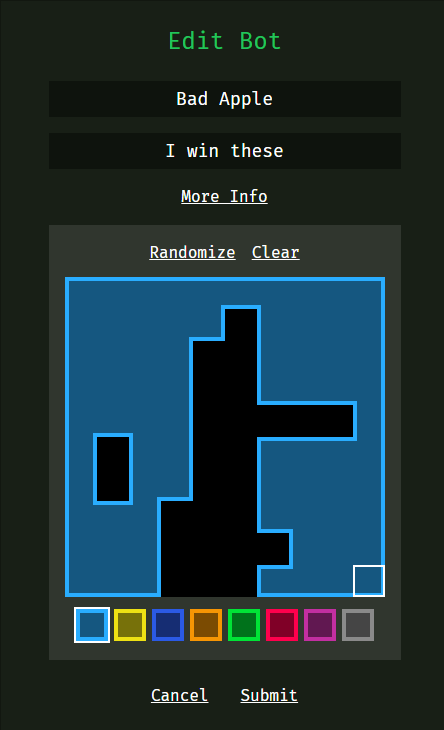 Edit Bot
Bad Apple
I win these
More Info
Randomize Clear
Cancel Submit